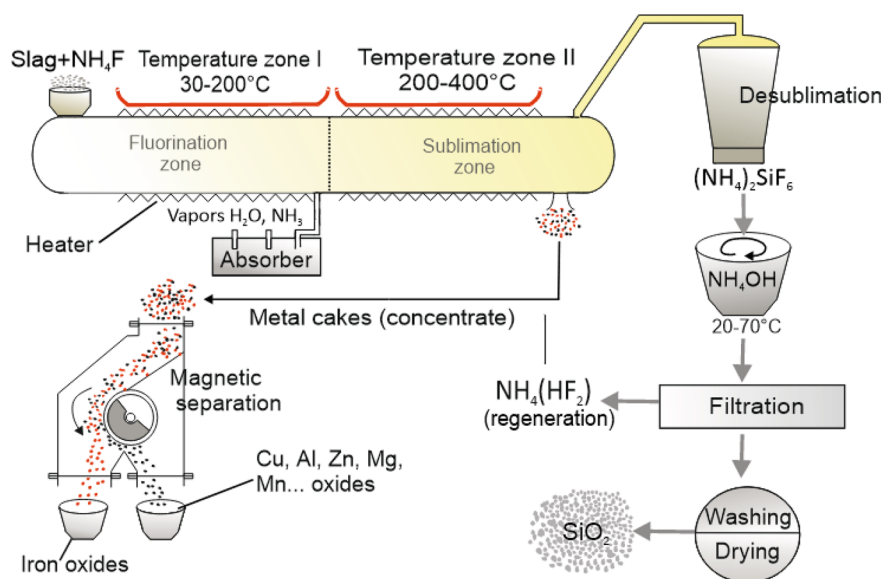 Slag+NH₄F
Temperature zone I
30-200°C
Temperature zone II
200-400°C
Fluorination
zone
Sublimation
zone
Desublimation
(NH₄)₂SiF₆
Vapors H₂O, NH₃
Heater
Absorber
NH₄OH
20-70°C
Metal cakes (concentrate)
Magnetic
separation
NH₄(HF₂)
(regeneration)
Filtration
Cu, Al, Zn, Mg,
Mn... oxides
Iron oxides
SiO₂
Washing
Drying